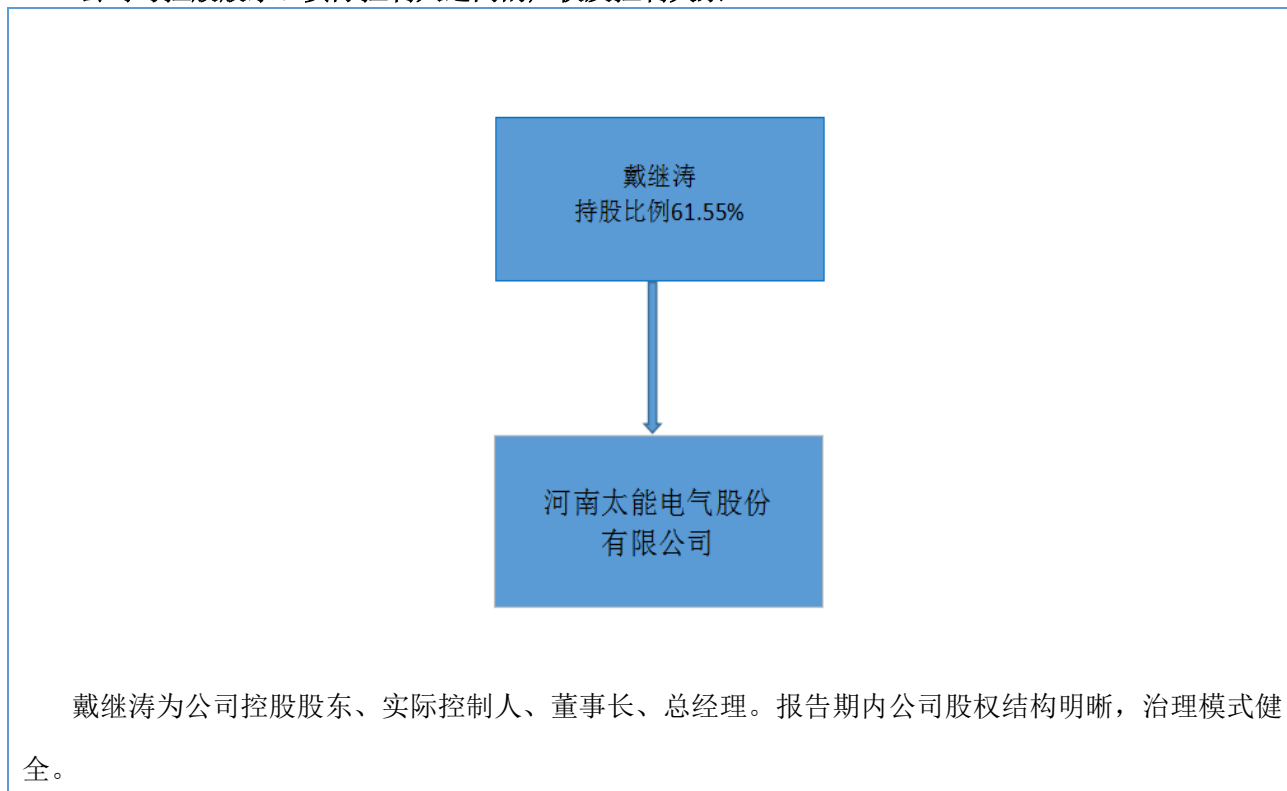 戴继涛
持股比例61.55%
河南太能电气股份
有限公司
戴继涛为公司控股股东、实际控制人、董事长、总经理。报告期内公司股权结构明晰，治理模式健
全。